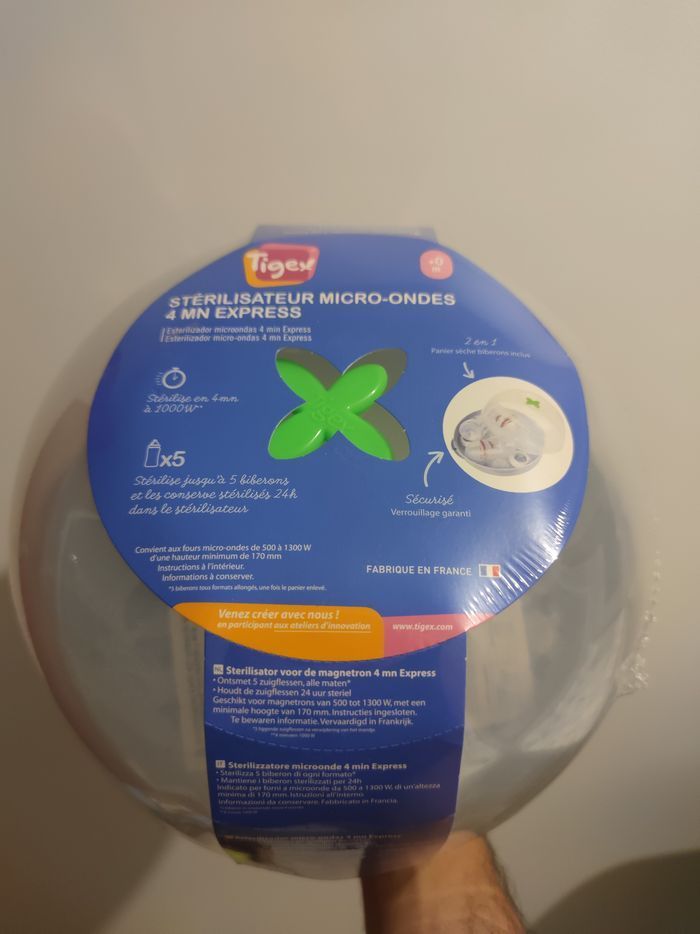 Tigex
+0
m
STÉRILISATEUR MICRO-ONDES
4 MN EXPRESS
Esterilizador microondas 4 min Express
Esterilizador micro-ondas 4 min Express
Stérilise en 4mn
à 1000W**
x5
Stérilise jusqu'à 5 biberons
et les conserve stérilisés 24h
dans le stérilisateur
2 en 1
Panier sèche biberons inclus
tigex
Sécurisé
Verrouillage garanti
Convient aux fours micro-ondes de 500 à 1300 W
d'une hauteur minimum de 170 mm
Instructions à l'intérieur.
Informations à conserver.
*5 biberons tous formats allongés, une fois le panier enlevé.
FABRIQUE EN FRANCE
Venez créer avec nous !
en participant aux ateliers d'innovation
www.tigex.com
NL Sterilisator voor de magnetron 4 mn Express
• Ontsmet 5 zuigflessen, alle maten*
• Houdt de zuigflessen 24 uur steriel
Geschikt voor magnetrons van 500 tot 1300 W, met een
minimale hoogte van 170 mm. Instructies ingesloten.
Te bewaren informatie. Vervaardigd in Frankrijk.
IT Sterilizzatore microonde 4 min Express
• Sterilizza 5 biberon di ogni formato*
• Mantiene i biberon sterilizzati per 24h
Indicato per forni a microonde da 500 a 1300 W, di un'altezza
minima di 170 mm. Istruzioni all'interno.
Informazioni da conservare. Fabbricato in Francia.